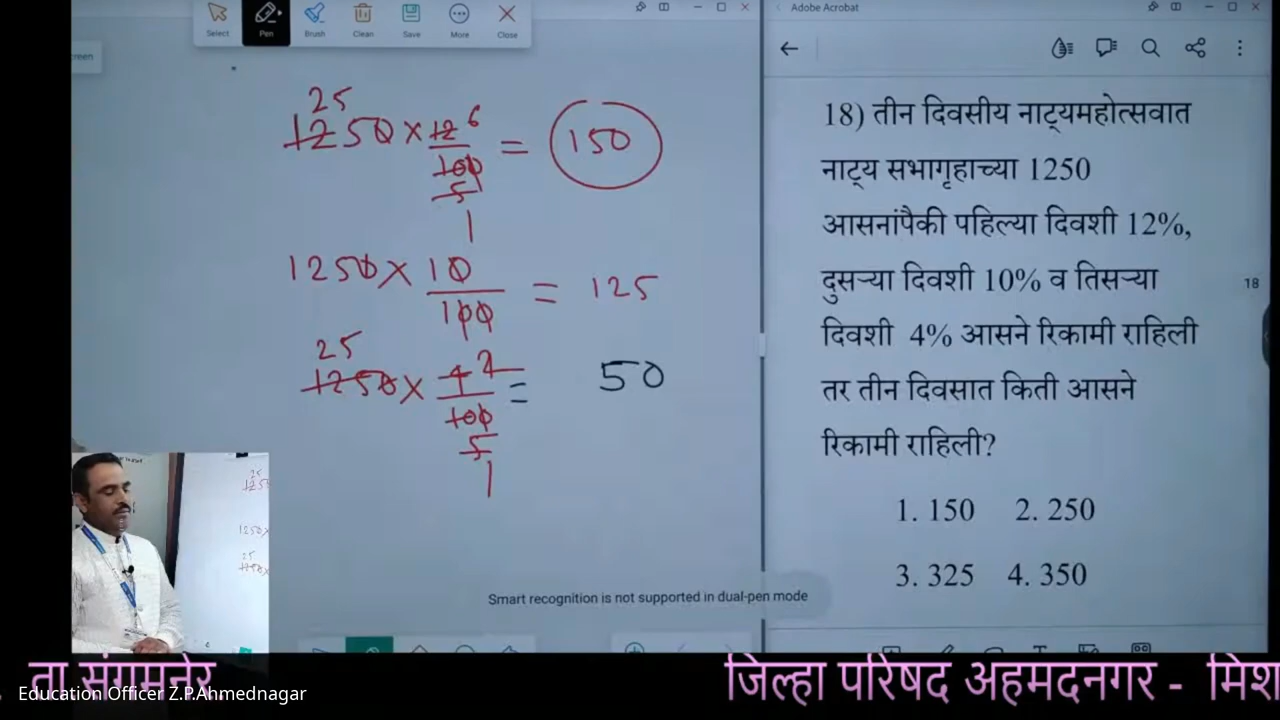 Select Pen Brush Clean Save More Close
Adobe Acrobat
reen
25
1250 × 12 6
100 = 150
5
1
1250 × 10
100 = 125
25
1250 × 4 2
100 = 50
5
1
18) तीन दिवसीय नाट्यमहोत्सवात
नाट्य सभागृहाच्या 1250
आसनांपैकी पहिल्या दिवशी 12%,
दुसऱ्या दिवशी 10% व तिसऱ्या
दिवशी 4% आसने रिकामी राहिली
तर तीन दिवसात किती आसने
रिकामी राहिली?
1. 150 2. 250
3. 325 4. 350
18
Smart recognition is not supported in dual-pen mode
ता संगमनेर. जिल्हा परिषद अहमदनगर - मिश
Education Officer Z.P.Ahmednagar